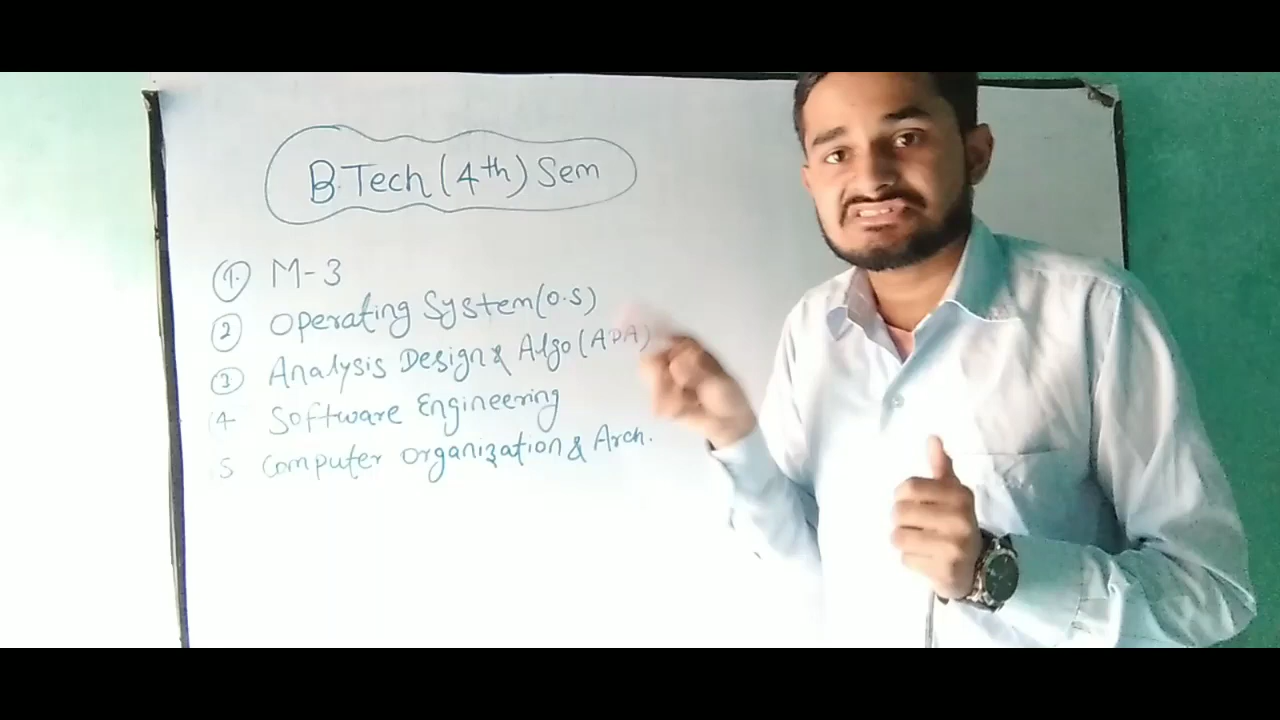 B.Tech (4th) Sem
1. M-3
2 Operating System (O.S)
3 Analysis Design & Algo (ADA)
4 Software Engineering
5 Computer Organization & Arch.